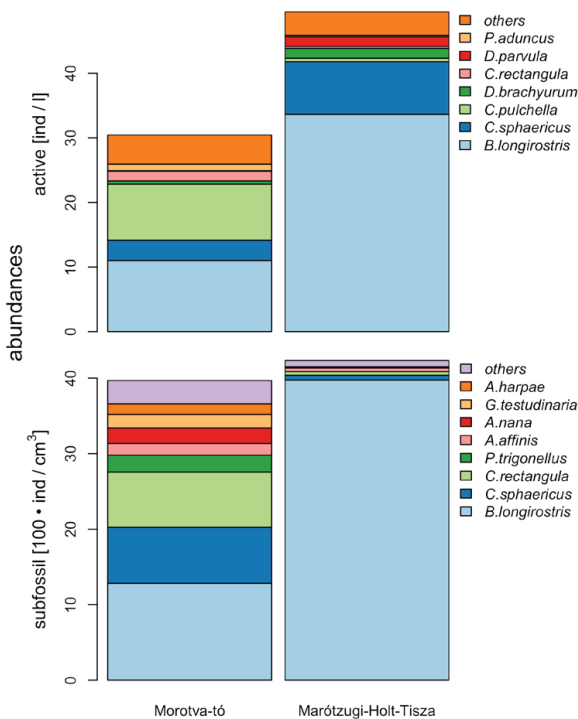 abundances
active [ind / l]
40
30
20
10
0
others
P.aduncus
D.parvula
C.rectangula
D.brachyurum
C.pulchella
C.sphaericus
B.longirostris
subfossil [100 • ind / cm³]
40
30
20
10
0
others
A.harpae
G.testudinaria
A.nana
A.affinis
P.trigonellus
C.rectangula
C.sphaericus
B.longirostris
Morotva-tó
Marótzugi-Holt-Tisza